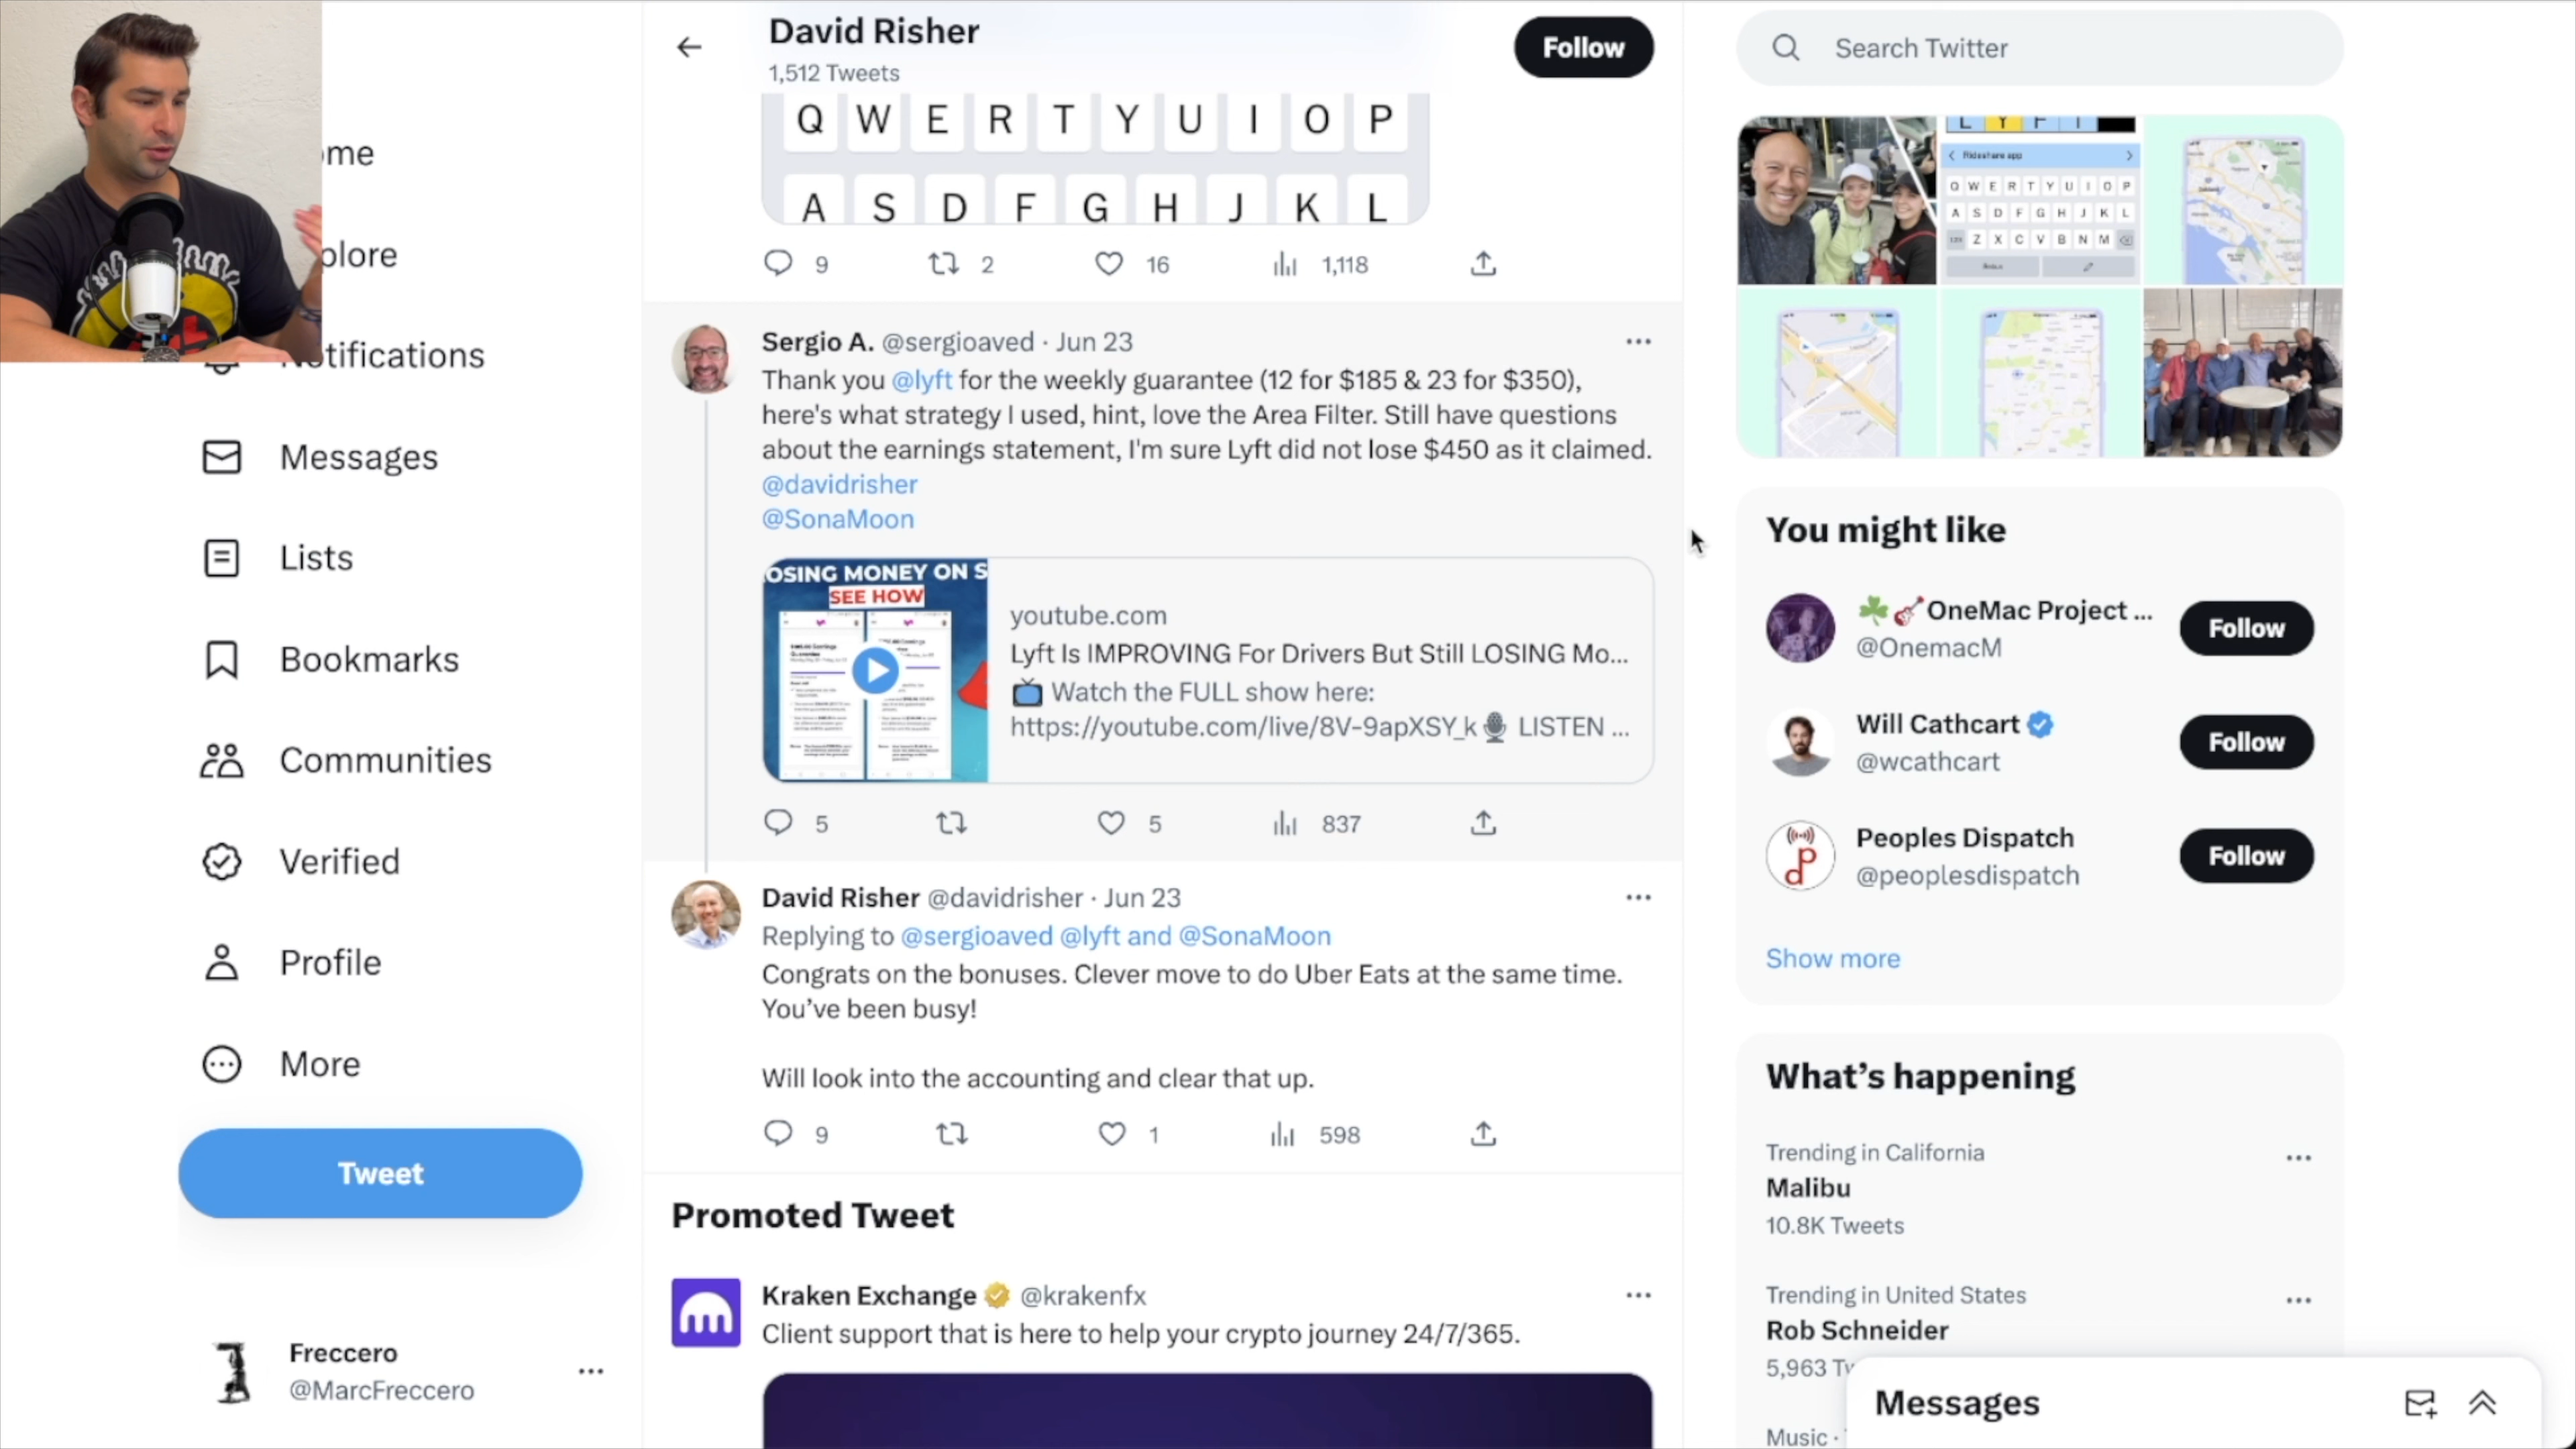 David Risher
1,512 Tweets
Follow
Search Twitter
Q W E R T Y U I O P
A S D F G H J K L
9 2 16 1,118
Sergio A. @sergioaved · Jun 23
Thank you @lyft for the weekly guarantee (12 for $185 & 23 for $350),
here's what strategy I used, hint, love the Area Filter. Still have questions
about the earnings statement, I'm sure Lyft did not lose $450 as it claimed.
@davidrisher
@SonaMoon
OSING MONEY ON S
SEE HOW
youtube.com
Lyft Is IMPROVING For Drivers But Still LOSING Mo...
Watch the FULL show here:
https://youtube.com/live/8V-9apXSY_k LISTEN ...
5 5 837
David Risher @davidrisher · Jun 23
Replying to @sergioaved @lyft and @SonaMoon
Congrats on the bonuses. Clever move to do Uber Eats at the same time.
You've been busy!
Will look into the accounting and clear that up.
9 1 598
Promoted Tweet
Kraken Exchange @krakenfx
Client support that is here to help your crypto journey 24/7/365.
ome
plore
otifications
Messages
Lists
Bookmarks
Verified
Communities
Profile
More
Tweet
Freccero
@MarcFreccero
L Y F T
Rideshare app
Q W E R T Y U I O P
A S D F G H J K L
123 Z X C V B N M
You might like
OneMac Project ...
@OnemacM
Follow
Will Cathcart
@wcathcart
Follow
Peoples Dispatch
@peoplesdispatch
Follow
Show more
What's happening
Trending in California
Malibu
10.8K Tweets
Trending in United States
Rob Schneider
5,963 Tw
Music ·
Messages